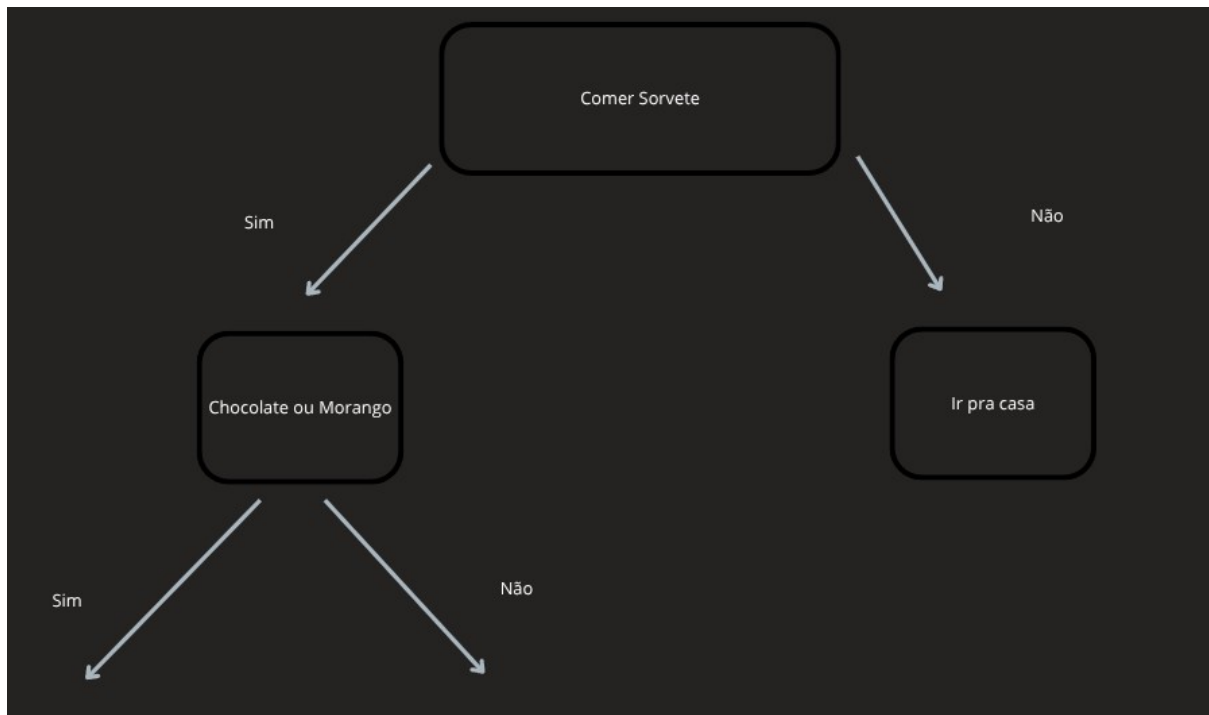 Comer Sorvete
Sim
Não
Chocolate ou Morango
Ir pra casa
Sim
Não